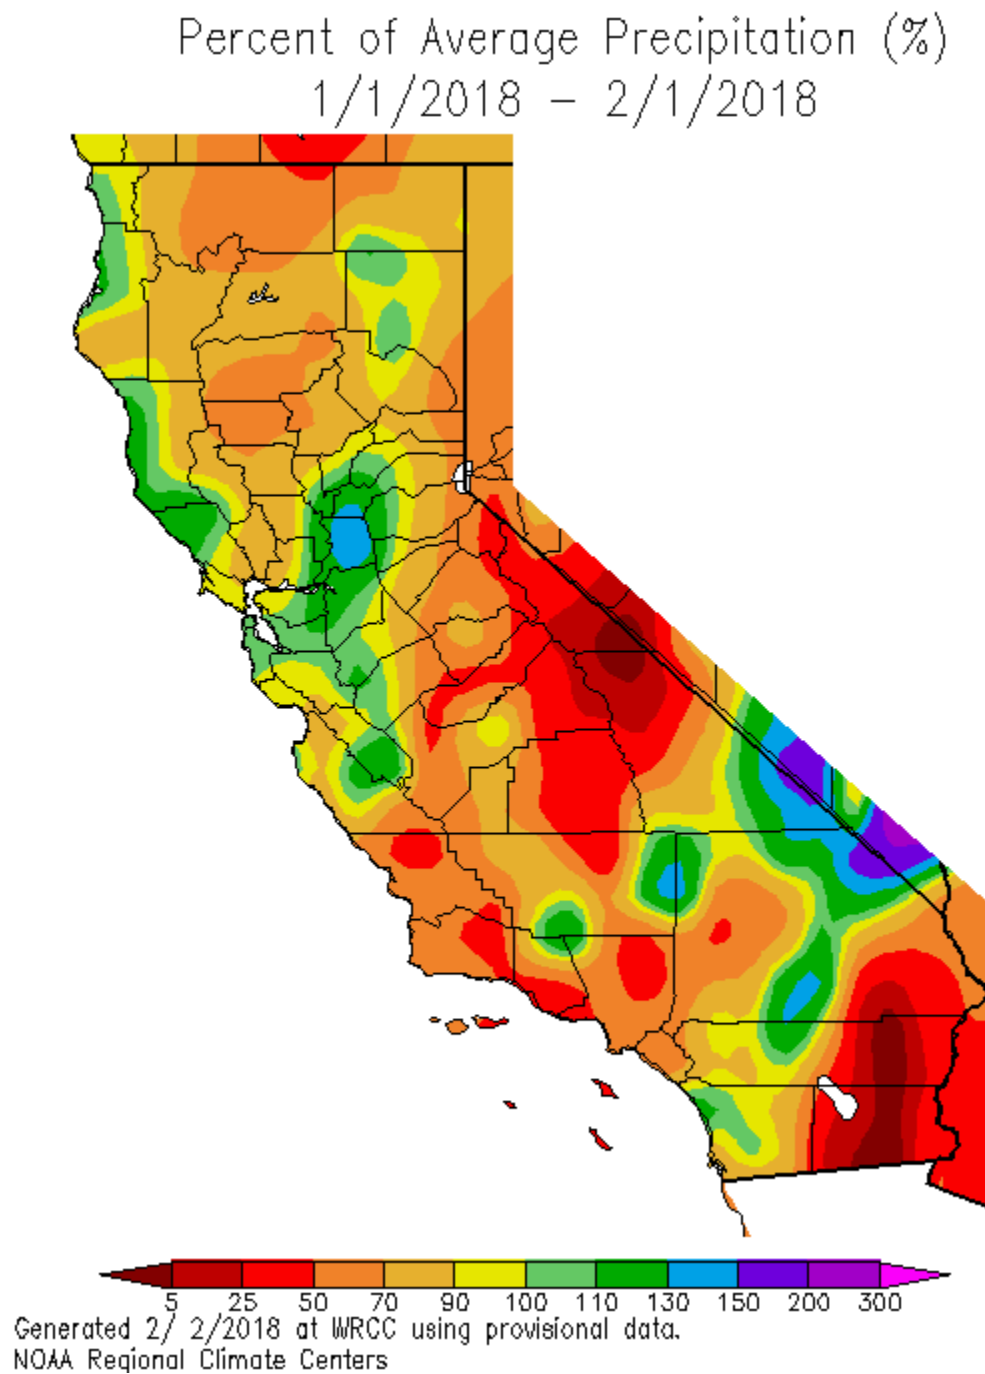 Percent of Average Precipitation (%)
1/1/2018 – 2/1/2018
5 25 50 70 90 100 110 130 150 200 300
Generated 2/ 2/2018 at WRCC using provisional data.
NOAA Regional Climate Centers